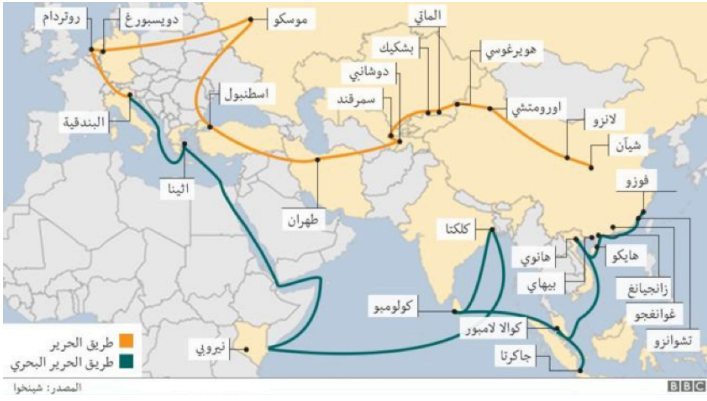 الماتي
هويرغوسي
بشكيك
موسكو
دويسبورغ
روتردام
دوشانبي
اورومتشي
لانزو
سمرقند
اسطنبول
البندقية
شيآن
فوزو
اثينا
طهران
كلكتا
هانوي
هايكو
بيهاي
زانجيانغ
كولومبو
غوانغجو
كوالا لامبور
تشوانزو
نيروبي
جاكرتا
طريق الحرير
طريق الحرير البحري
المصدر: شينخوا
BBC